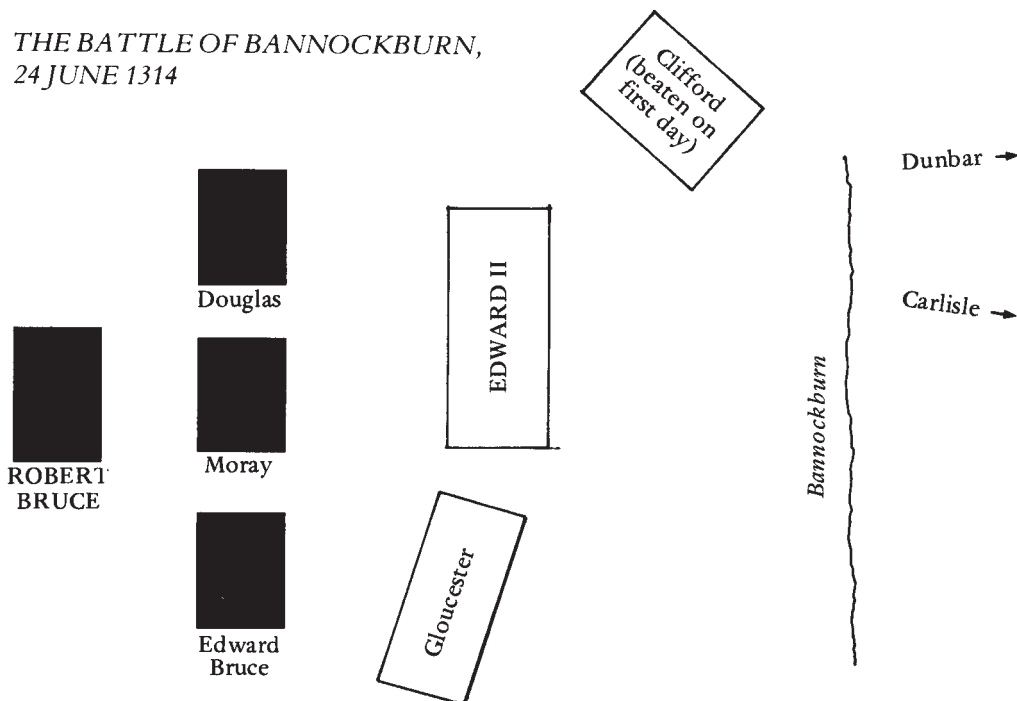 THE BATTLE OF BANNOCKBURN,
24 JUNE 1314
Clifford
(beaten on
first day)
Dunbar →
Douglas
EDWARD II
Carlisle →
ROBERT
BRUCE
Moray
Bannockburn
Gloucester
Edward
Bruce